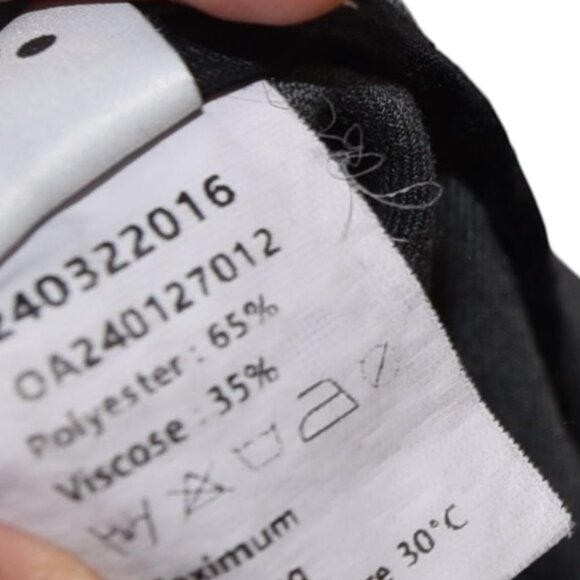 240322016
OA240127012
Polyester : 65%
Viscose : 35%
Maximum
30°C